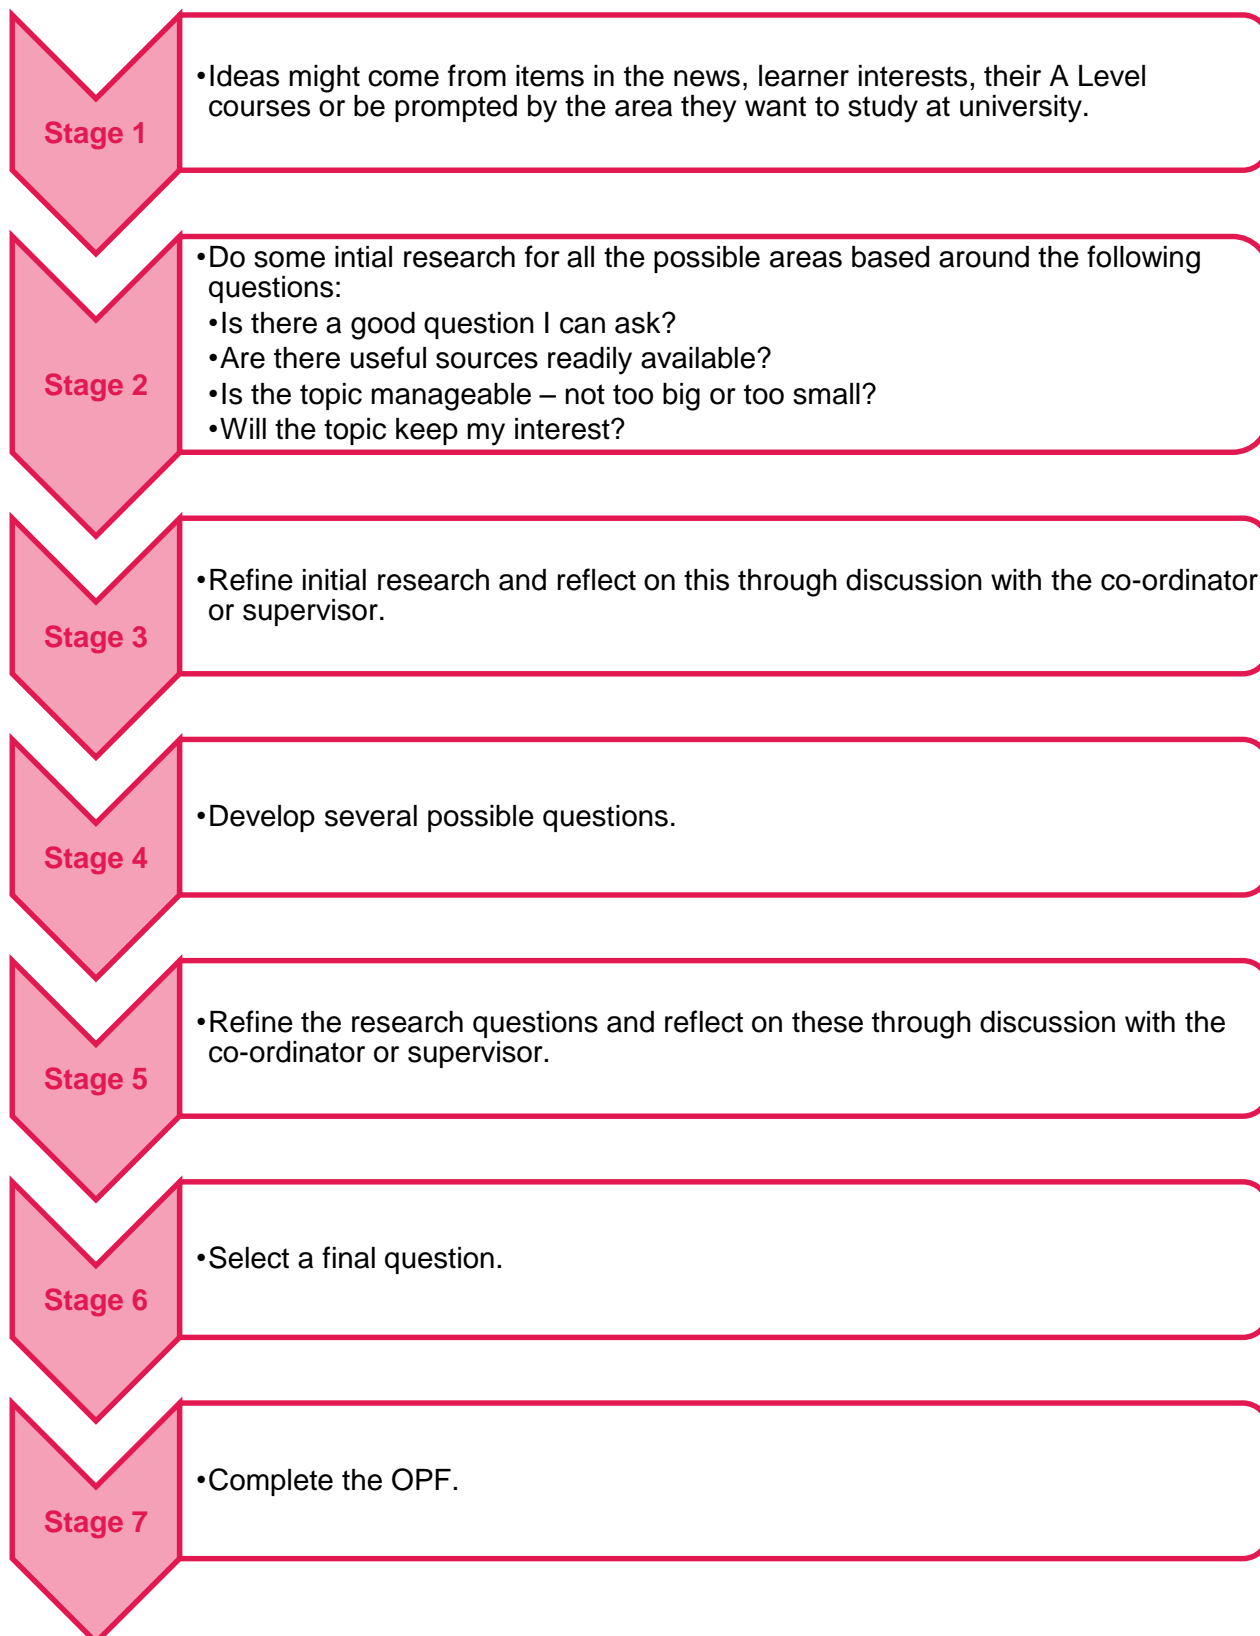 Stage 1
•Ideas might come from items in the news, learner interests, their A Level
courses or be prompted by the area they want to study at university.
Stage 2
•Do some intial research for all the possible areas based around the following
questions:
•Is there a good question I can ask?
•Are there useful sources readily available?
•Is the topic manageable – not too big or too small?
•Will the topic keep my interest?
Stage 3
•Refine initial research and reflect on this through discussion with the co-ordinator
or supervisor.
Stage 4
•Develop several possible questions.
Stage 5
•Refine the research questions and reflect on these through discussion with the
co-ordinator or supervisor.
Stage 6
•Select a final question.
Stage 7
•Complete the OPF.